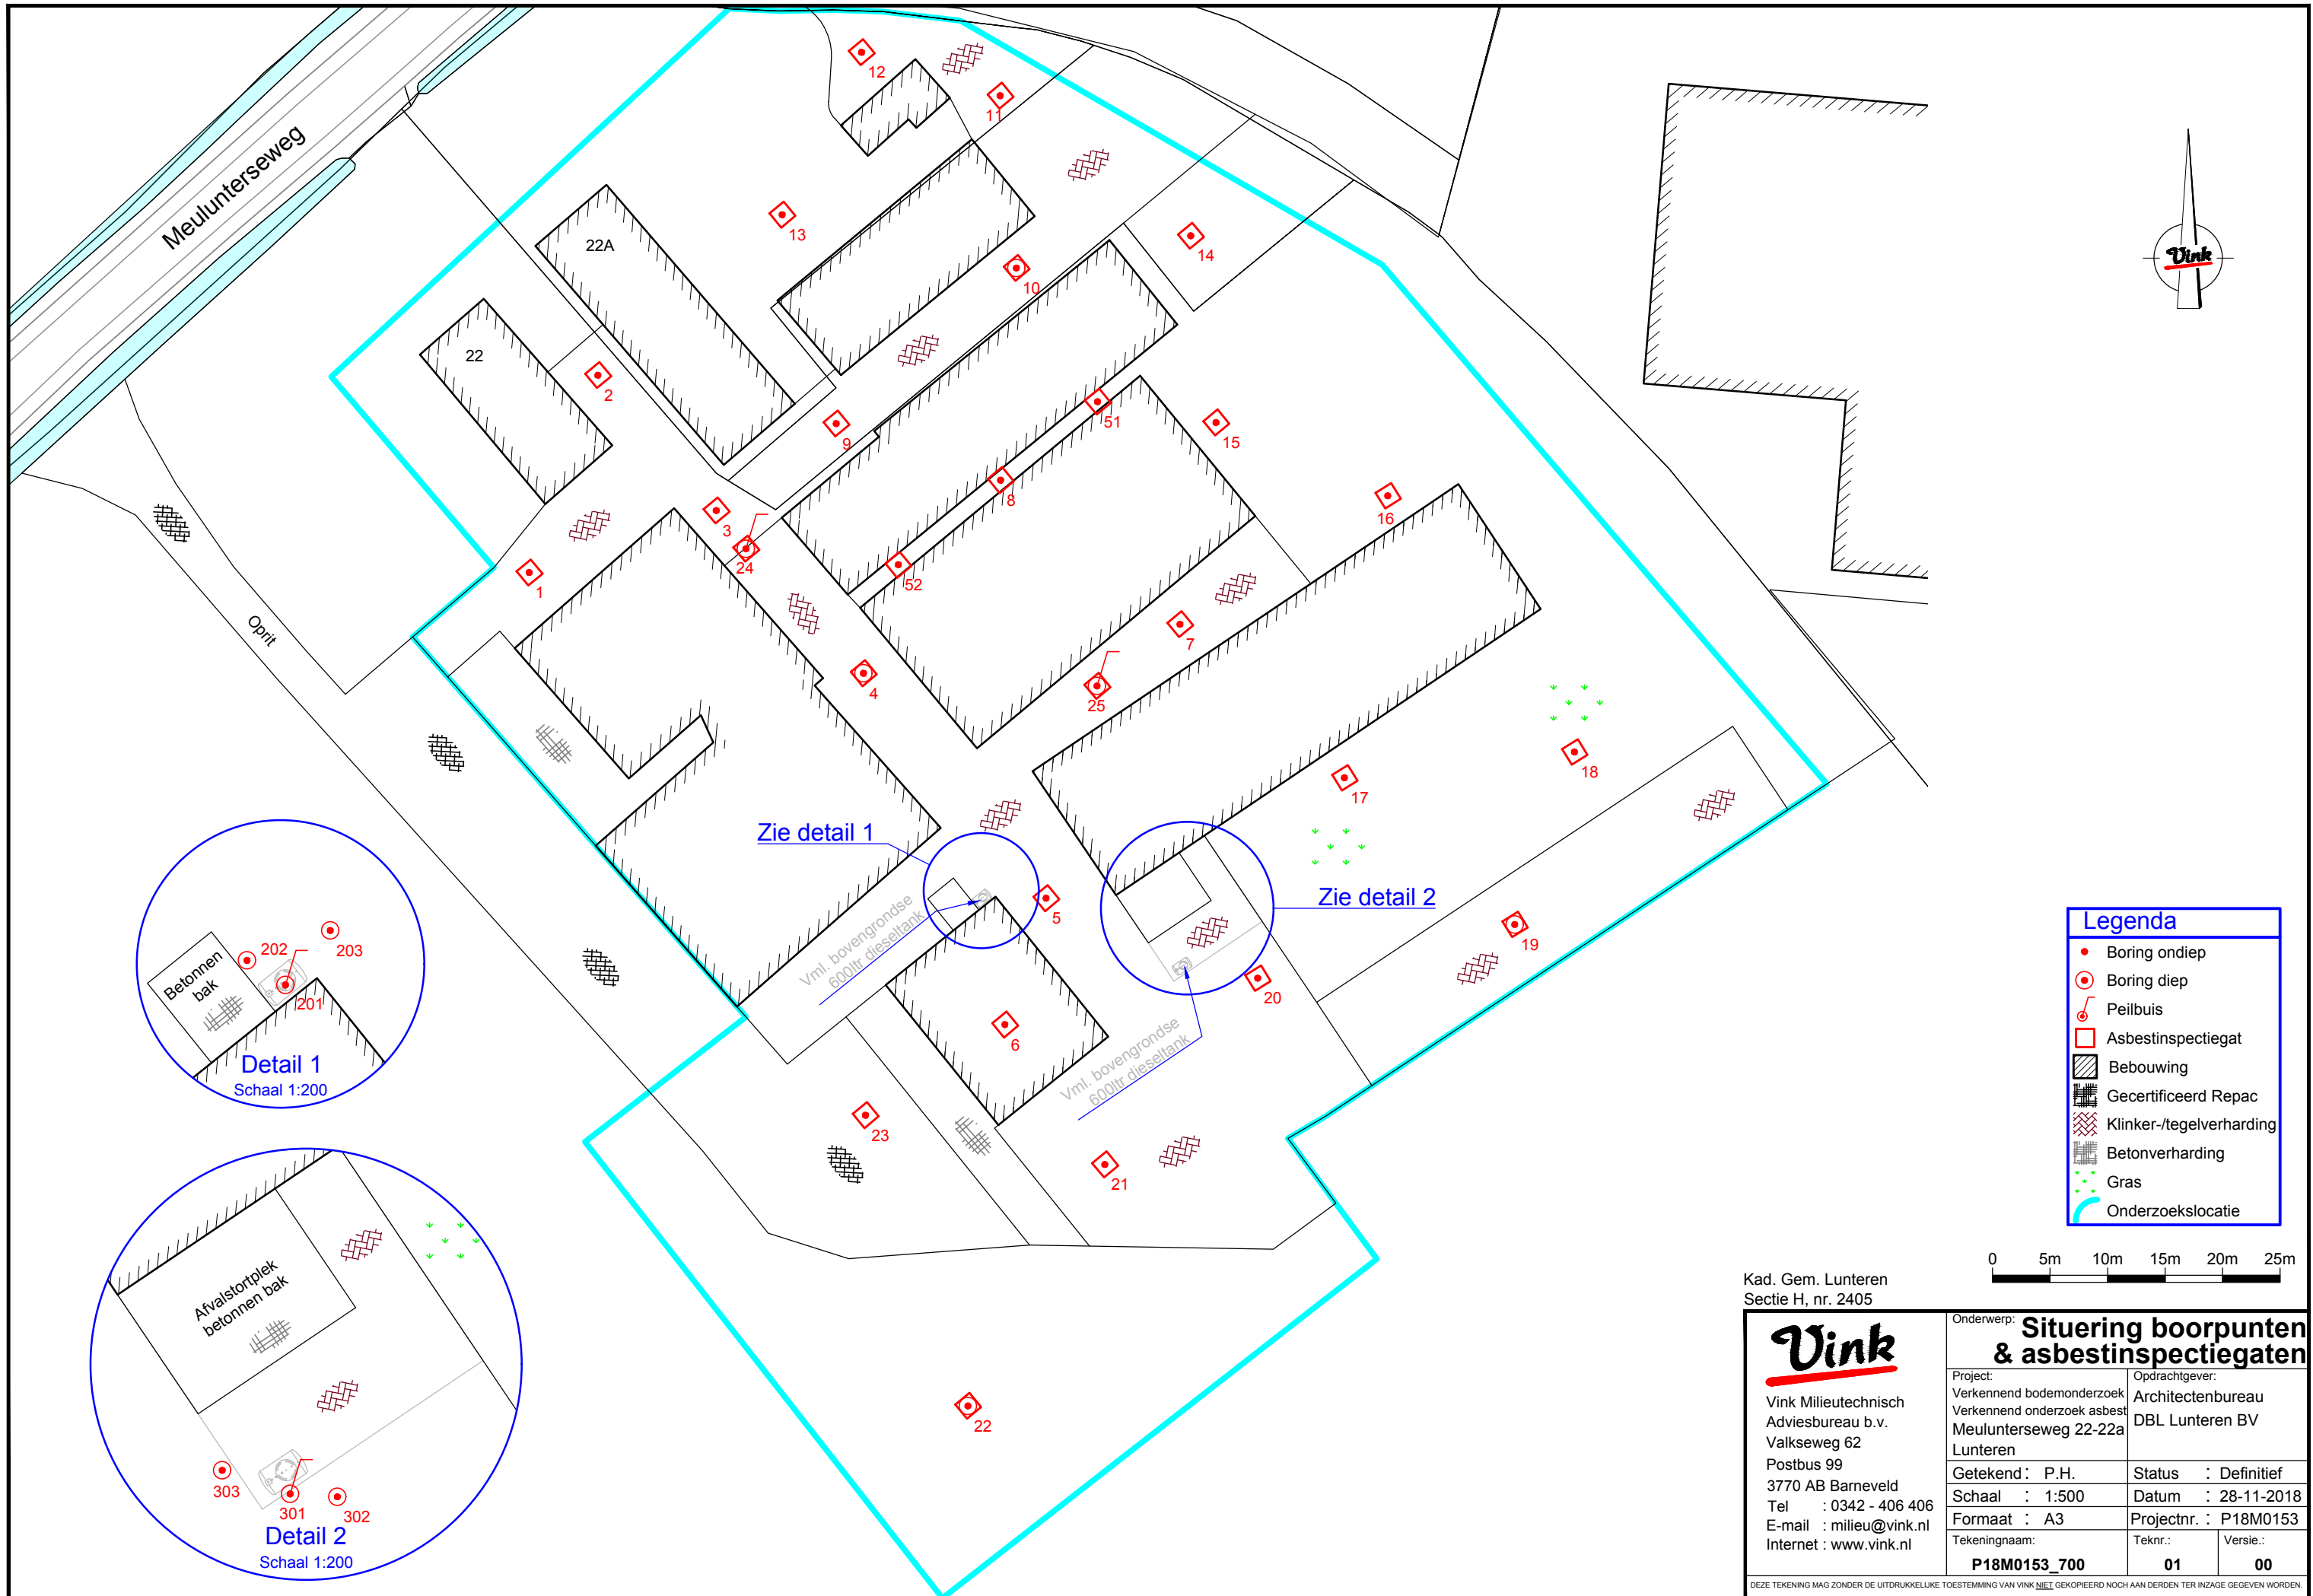 Meulunterseweg
12
11
13
22A
14
10
22
2
9
51
15
8
16
3
24
52
1
Oprit
7
4
25
18
17
Zie detail 1
Zie detail 2
5
Vml. bovengrondse
600ltr dieseltank
19
20
6
Vml. bovengrondse
600ltr dieseltank
23
21
22
202
203
201
Betonnen
bak
Detail 1
Schaal 1:200
Afvalstortplek
betonnen bak
303
301
302
Detail 2
Schaal 1:200
Vink
Legenda
Boring ondiep
Boring diep
Peilbuis
Asbestinspectiegat
Bebouwing
Gecertificeerd Repac
Klinker-/tegelverharding
Betonverharding
Gras
Onderzoekslocatie
0 5m 10m 15m 20m 25m
Kad. Gem. Lunteren
Sectie H, nr. 2405
Vink
Vink Milieutechnisch
Adviesbureau b.v.
Valkseweg 62
Postbus 99
3770 AB Barneveld
Tel : 0342 - 406 406
E-mail : milieu@vink.nl
Internet : www.vink.nl
Onderwerp: Situering boorpunten
& asbestinspectiegaten
Project:
Verkennend bodemonderzoek
Verkennend onderzoek asbest
Meulunterseweg 22-22a
Lunteren
Opdrachtgever:
Architectenbureau
DBL Lunteren BV
Getekend : P.H.
Status : Definitief
Schaal : 1:500
Datum : 28-11-2018
Formaat : A3
Projectnr. : P18M0153
Tekeningnaam:
P18M0153_700
Teknr.:
01
Versie.:
00
DEZE TEKENING MAG ZONDER DE UITDRUKKELIJKE TOESTEMMING VAN VINK NIET GEKOPIEERD NOCH AAN DERDEN TER INZAGE GEGEVEN WORDEN.